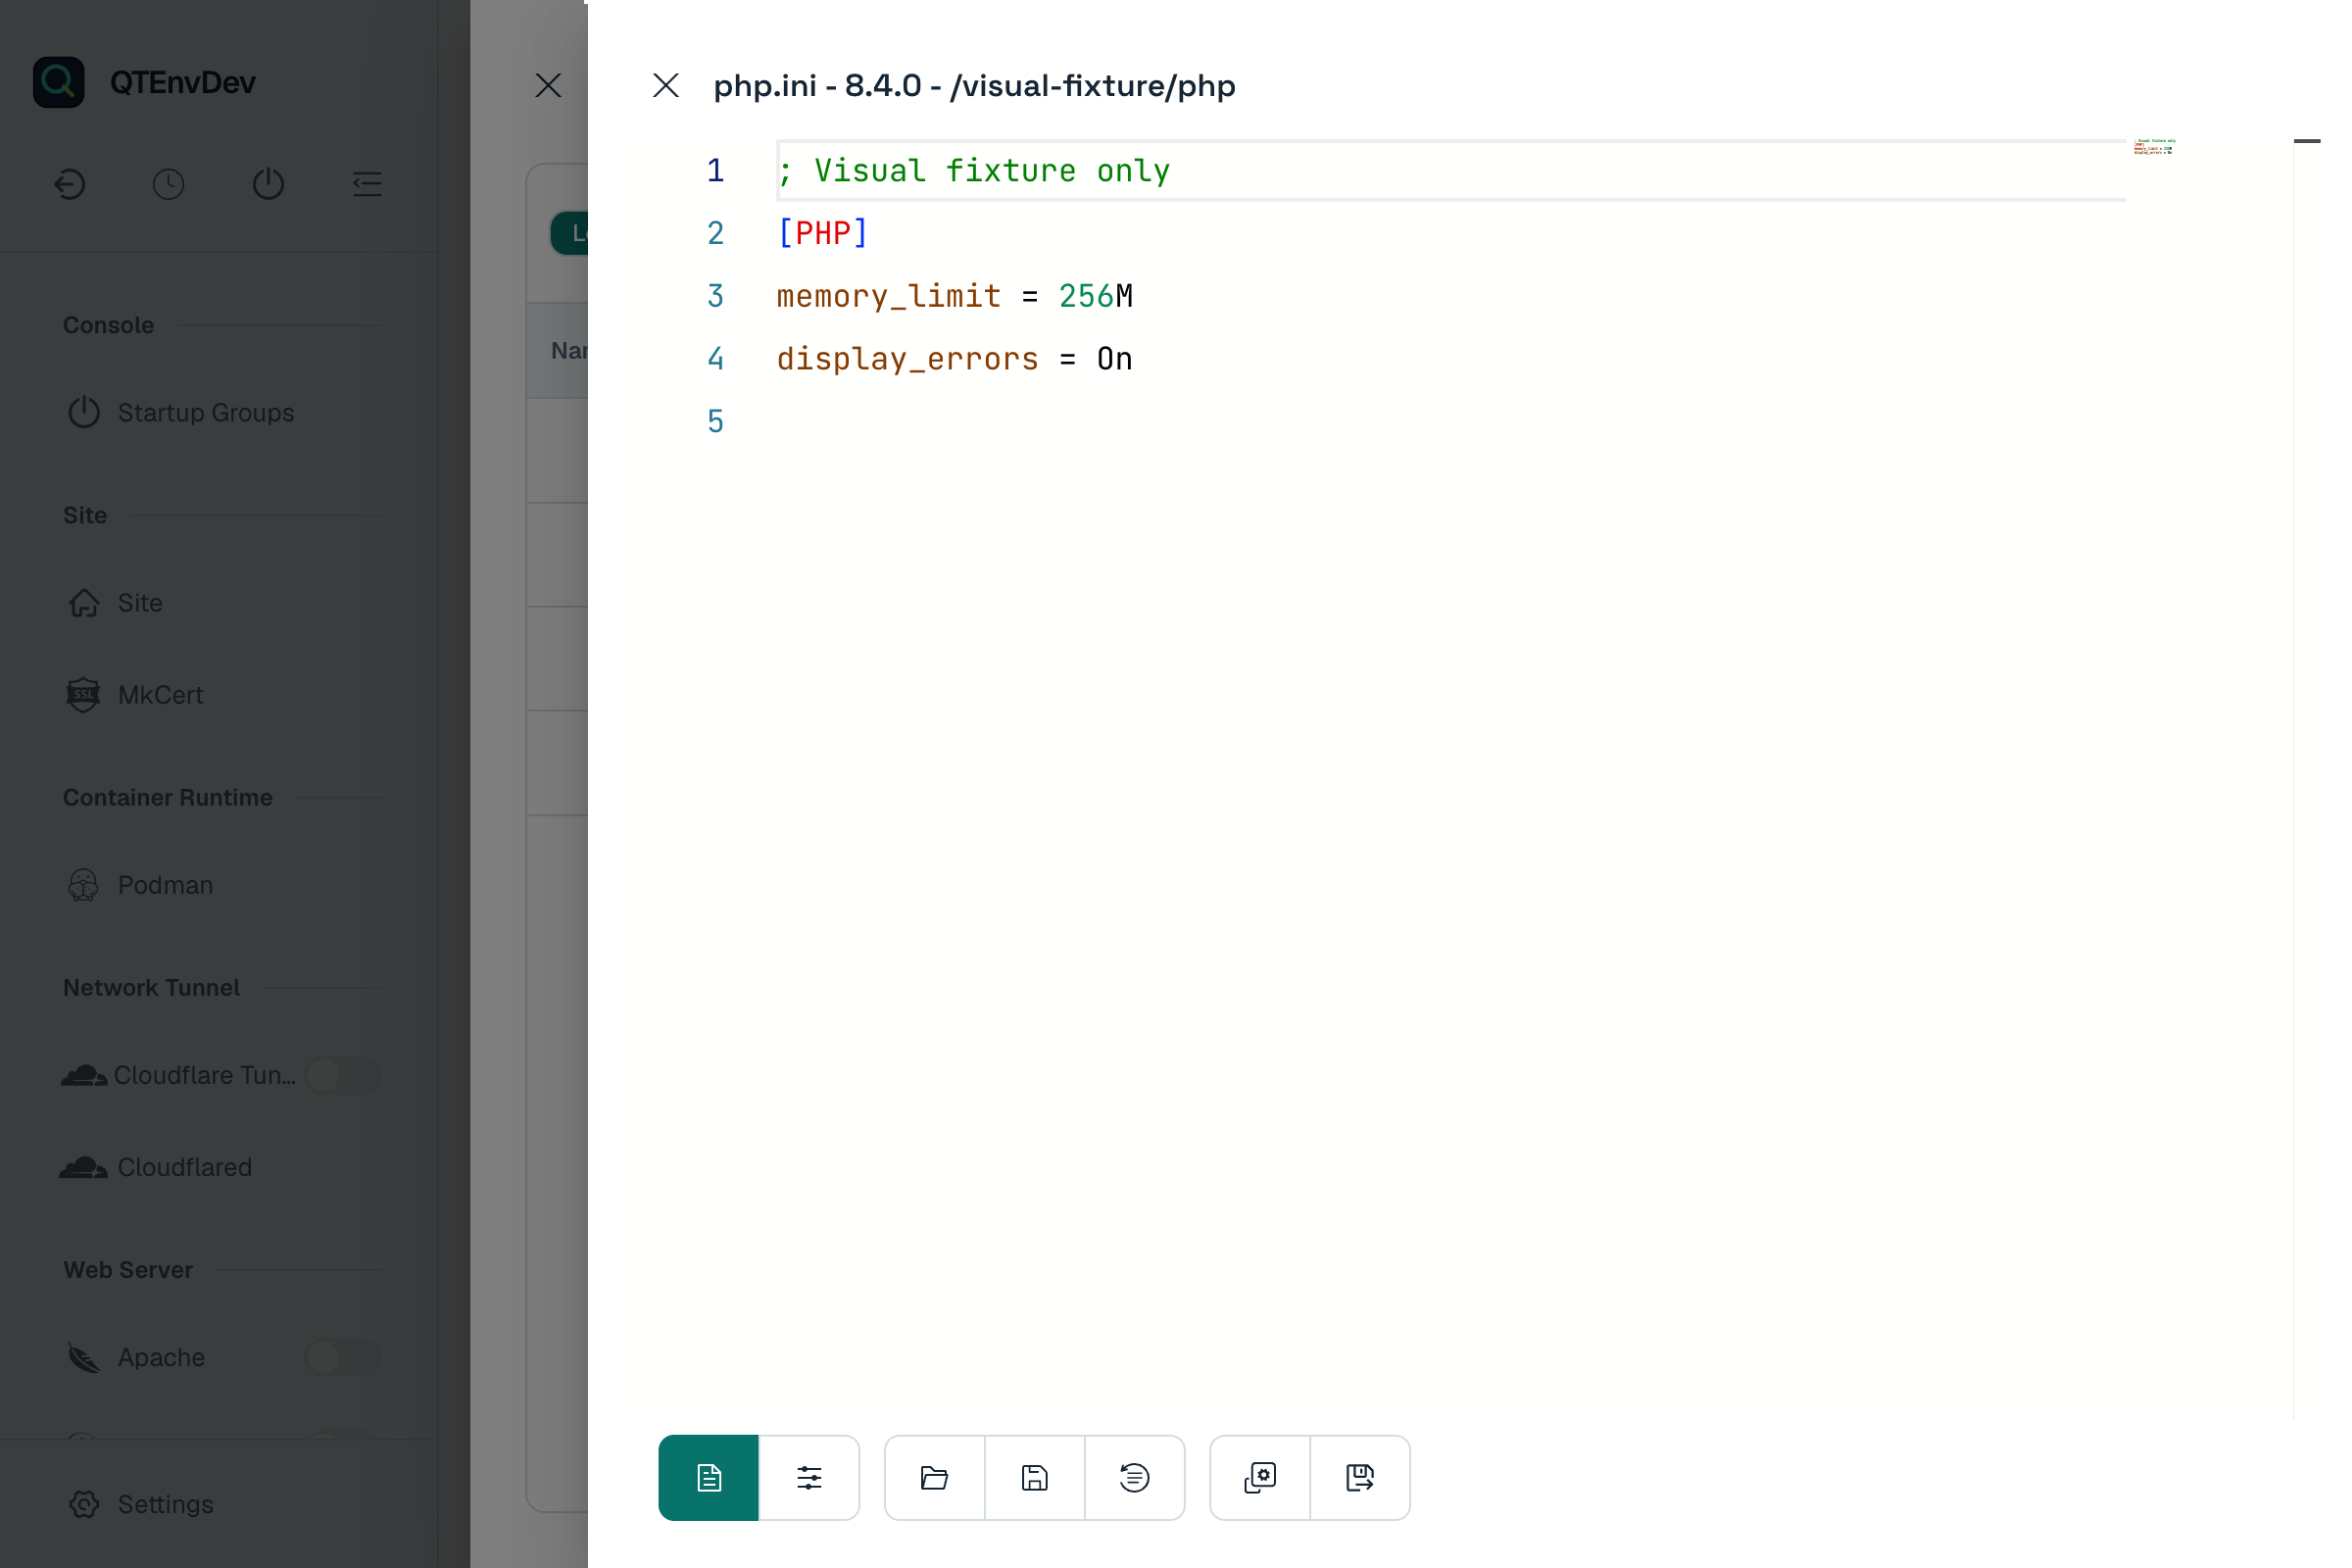 QTEnvDev
Console
Startup Groups
Site
Site
SSL
MkCert
Container Runtime
Podman
Network Tunnel
Cloudflare Tun...
Cloudflared
Web Server
Apache
Settings
php.ini - 8.4.0 - /visual-fixture/php
1 ; Visual fixture only
2 [PHP]
3 memory_limit = 256M
4 display_errors = On
5